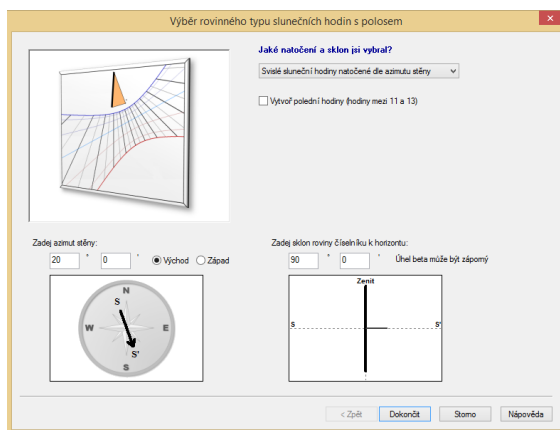 Výběr rovinného typu slunečních hodin s polosem
x
Jaké natočení a sklon jsi vybral?
Svislé sluneční hodiny natočené dle azimutu stěny
Vytvoř polední hodiny (hodiny mezi 11 a 13)
Zadej azimut stěny:
20 ° 0 ' Východ Západ
N
S
W E
S'
S
Zadej sklon roviny číselníku k horizontu:
90 ° 0 ' Úhel beta může být záporný
Zenit
S S'
< Zpět Dokončit Storno Nápověda